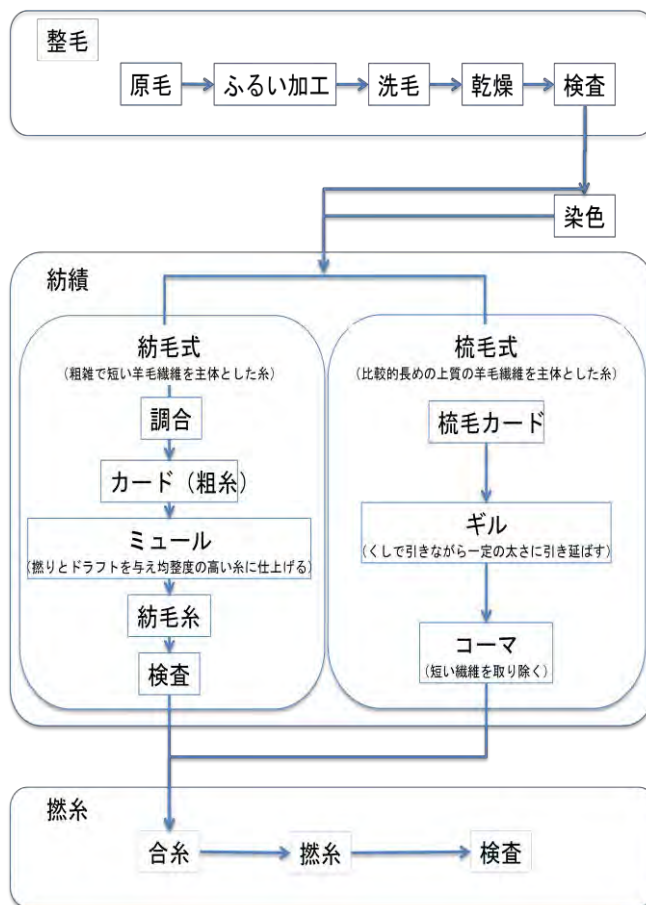 整毛
原毛
ふるい加工
洗毛
乾燥
検査
染色
紡績
紡毛式
(粗雑で短い羊毛繊維を主体とした糸)
調合
カード（粗糸）
ミュール
(撚りとドラフトを与え均整度の高い糸に仕上げる)
紡毛糸
検査
梳毛式
(比較的長めの上質の羊毛繊維を主体とした糸)
梳毛カード
ギル
(くしで引きながら一定の太さに引き延ばす)
コーマ
(短い繊維を取り除く)
撚糸
合糸
撚糸
検査